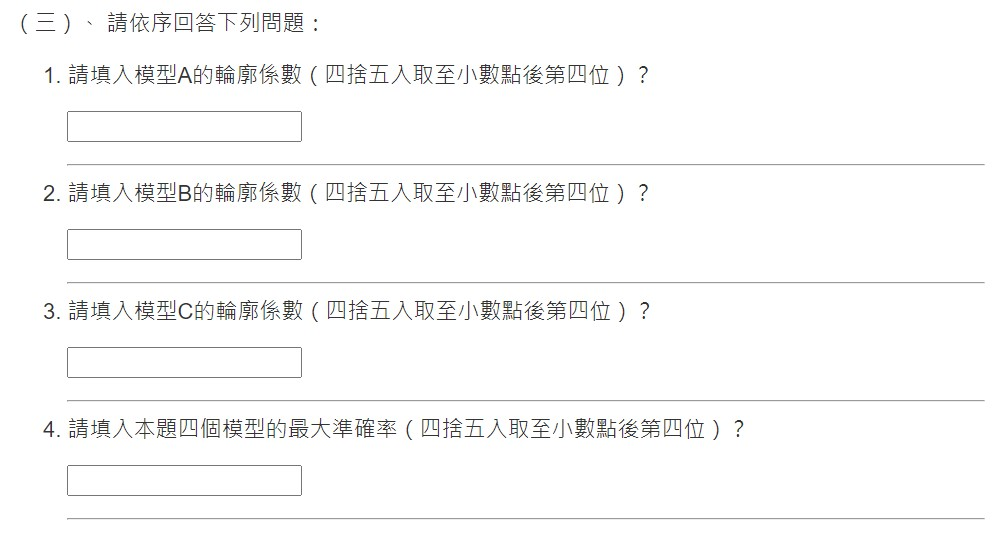 （三）、 請依序回答下列問題：
1. 請填入模型A的輪廓係數（四捨五入取至小數點後第四位）？
2. 請填入模型B的輪廓係數（四捨五入取至小數點後第四位）？
3. 請填入模型C的輪廓係數（四捨五入取至小數點後第四位）？
4. 請填入本題四個模型的最大準確率（四捨五入取至小數點後第四位）？